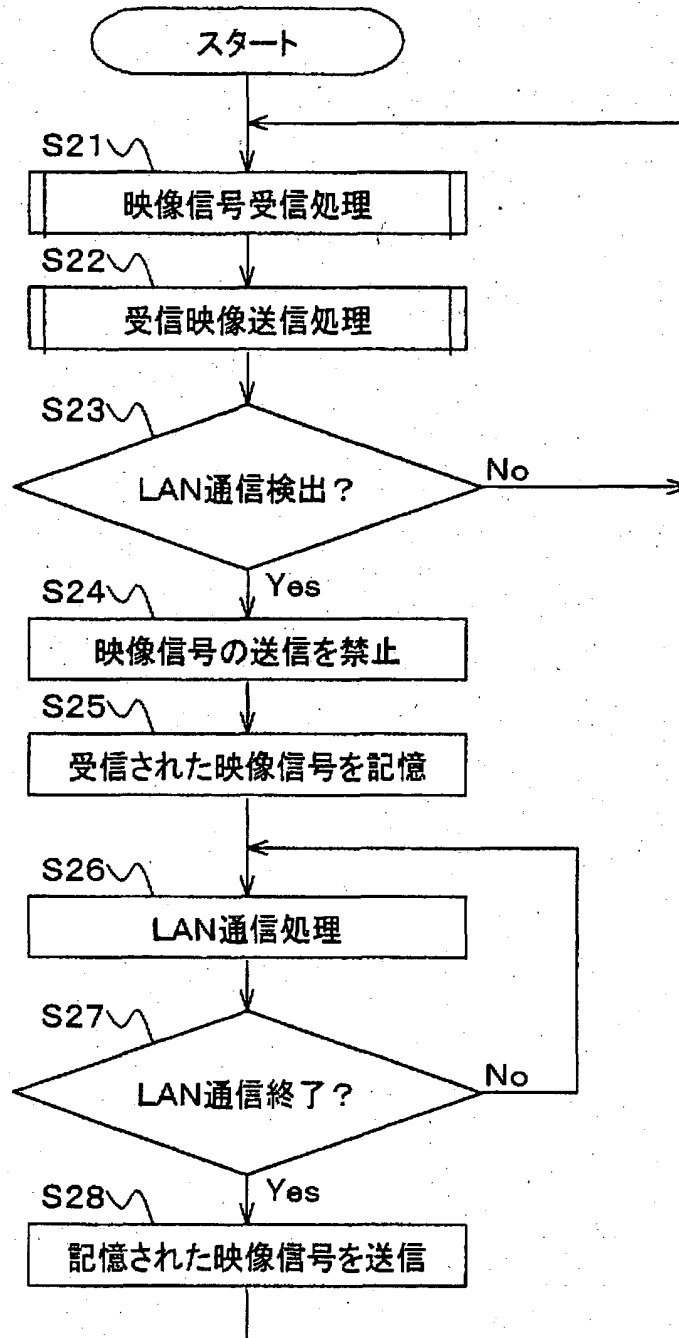 スタート
S21
映像信号受信処理
S22
受信映像送信処理
S23
LAN通信検出？
No
Yes
S24
映像信号の送信を禁止
S25
受信された映像信号を記憶
S26
LAN通信処理
S27
LAN通信終了？
No
Yes
S28
記憶された映像信号を送信